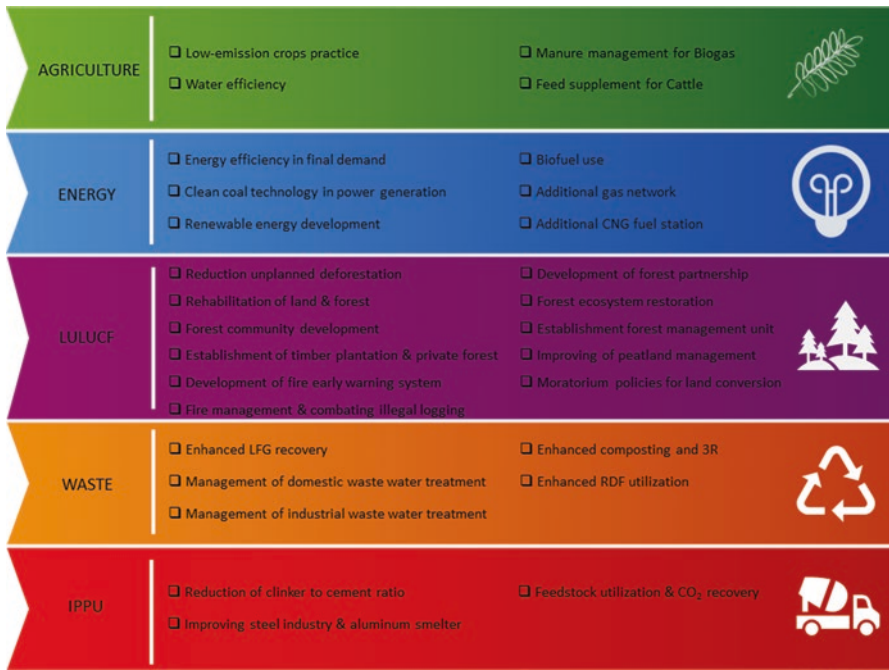 AGRICULTURE
❑ Low-emission crops practice
❑ Water efficiency
❑ Manure management for Biogas
❑ Feed supplement for Cattle
ENERGY
❑ Energy efficiency in final demand
❑ Clean coal technology in power generation
❑ Renewable energy development
❑ Biofuel use
❑ Additional gas network
❑ Additional CNG fuel station
LULUCF
❑ Reduction unplanned deforestation
❑ Rehabilitation of land & forest
❑ Forest community development
❑ Establishment of timber plantation & private forest
❑ Development of fire early warning system
❑ Fire management & combating illegal logging
❑ Development of forest partnership
❑ Forest ecosystem restoration
❑ Establishment forest management unit
❑ Improving of peatland management
❑ Moratorium policies for land conversion
WASTE
❑ Enhanced LFG recovery
❑ Management of domestic waste water treatment
❑ Management of industrial waste water treatment
❑ Enhanced composting and 3R
❑ Enhanced RDF utilization
IPPU
❑ Reduction of clinker to cement ratio
❑ Improving steel industry & aluminum smelter
❑ Feedstock utilization & CO₂ recovery